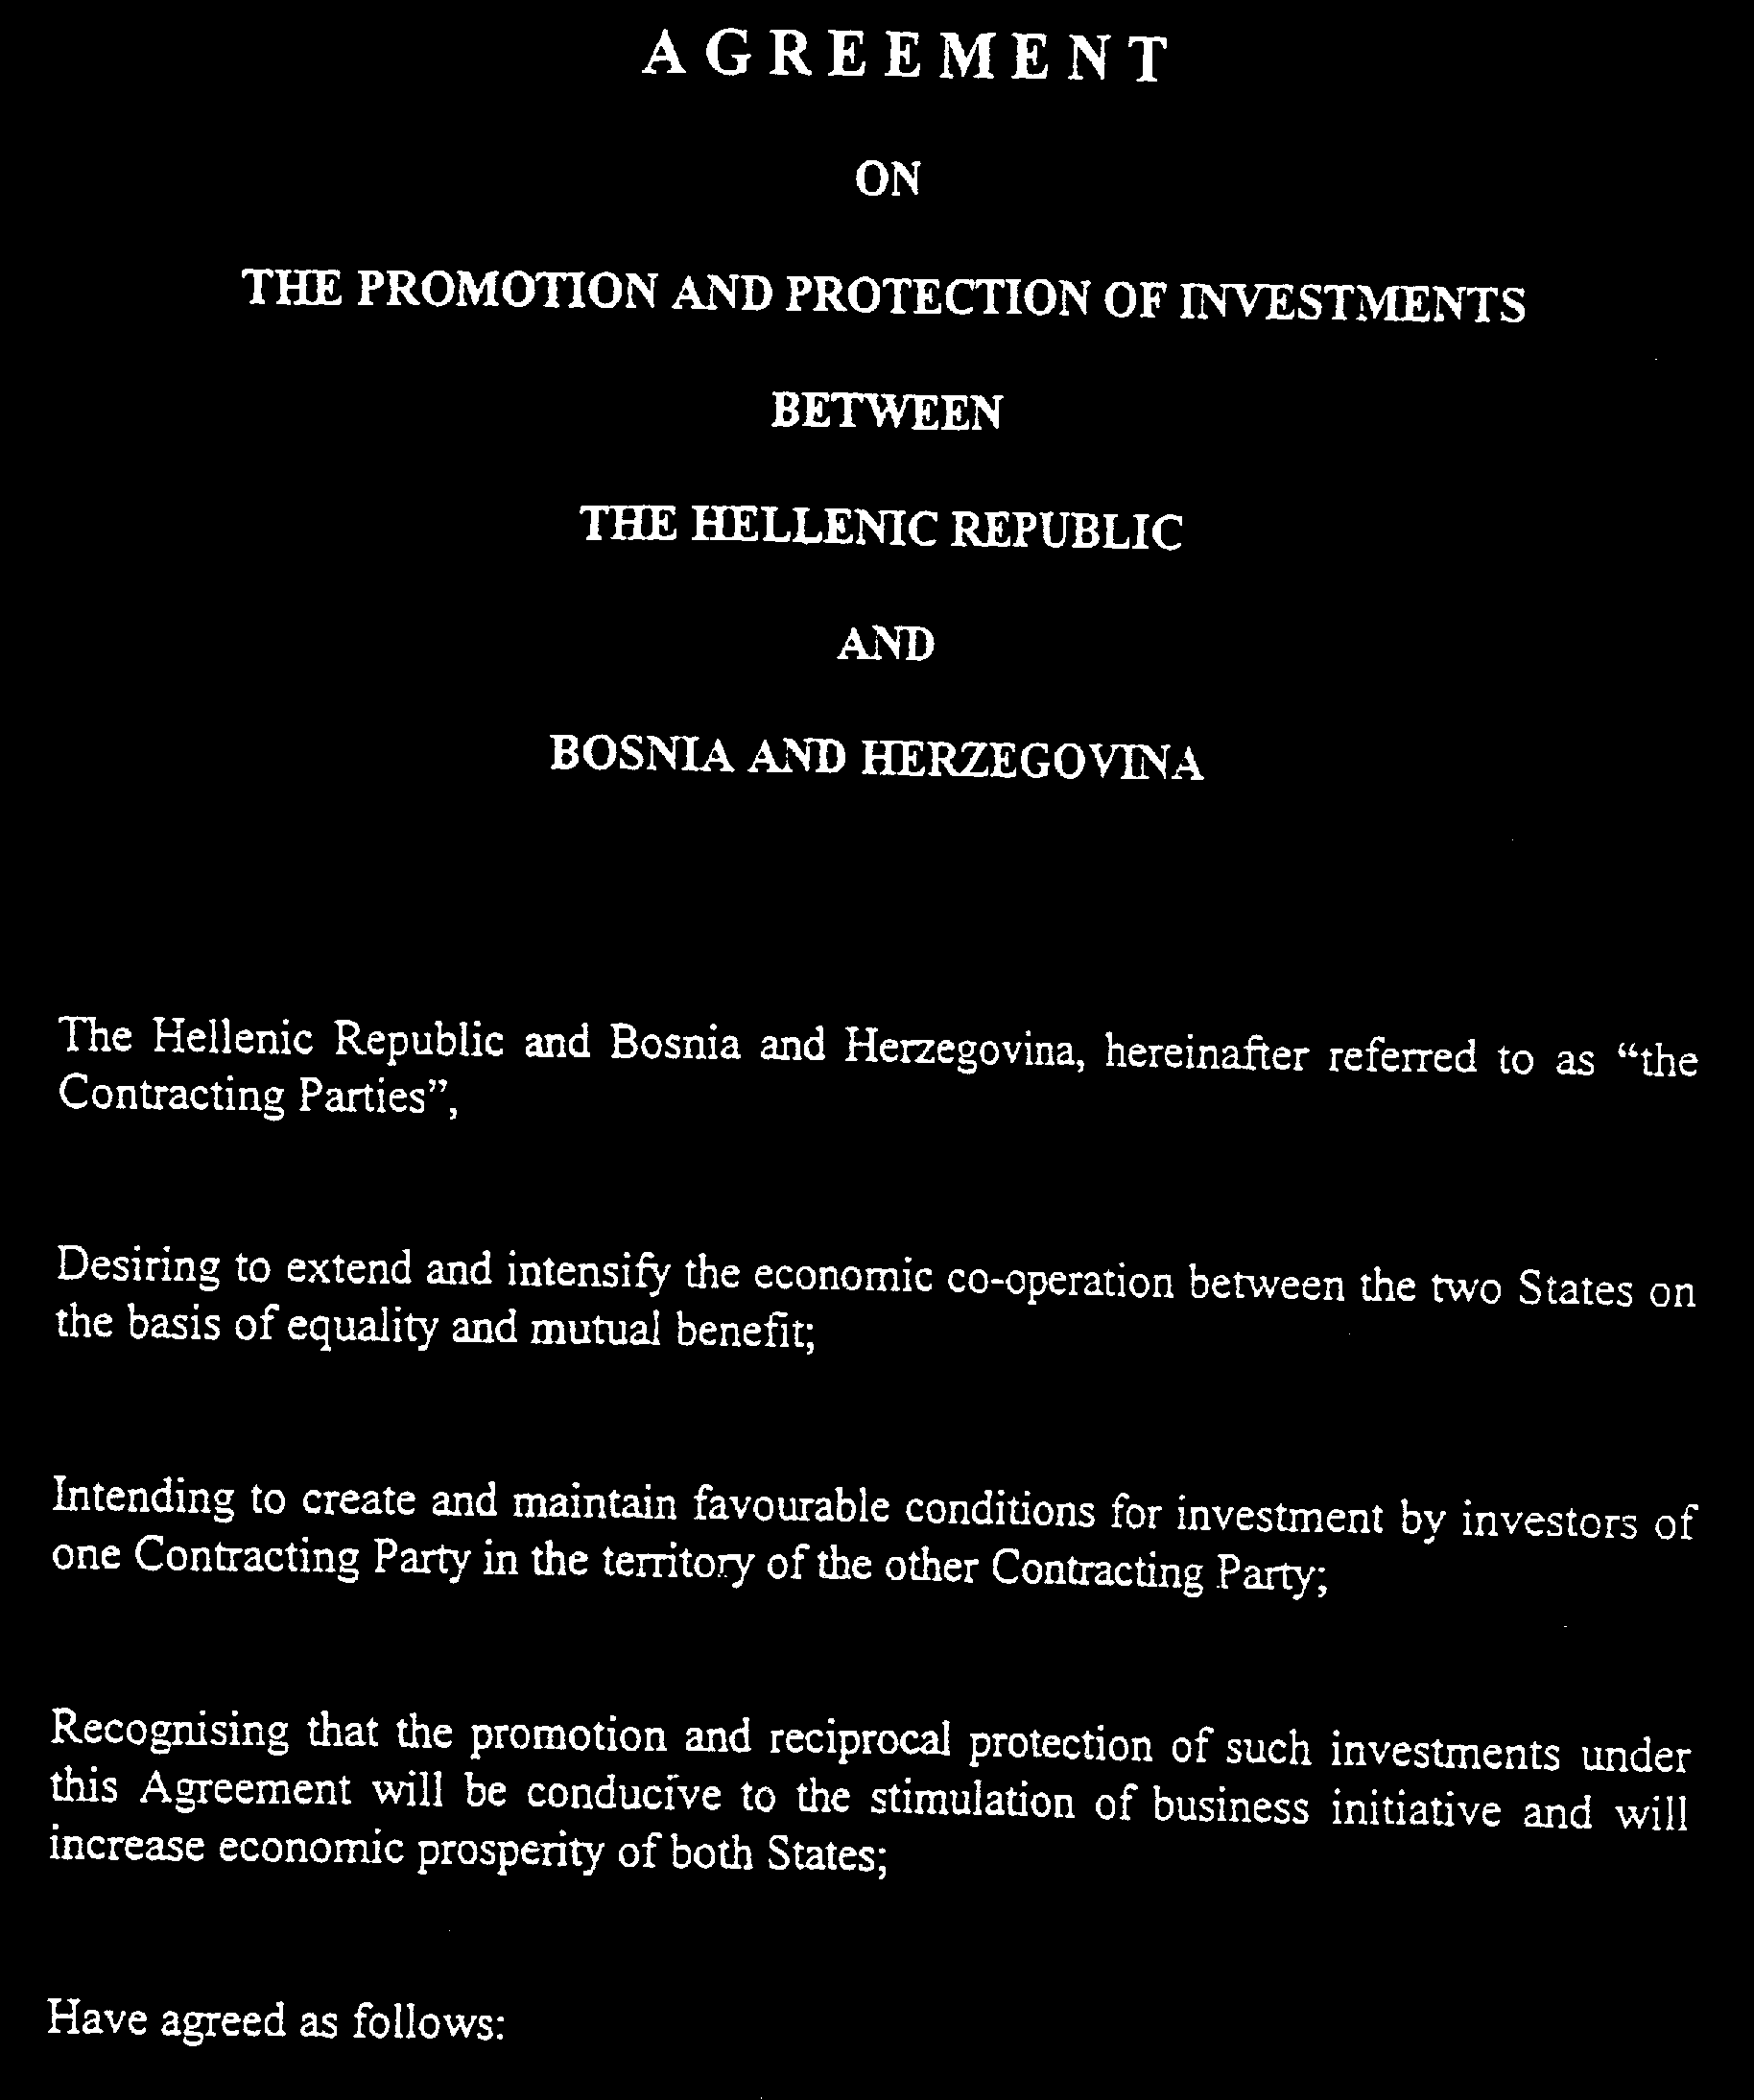 AGREEMENT
ON
THE PROMOTION AND PROTECTION OF INVESTMENTS
BETWEEN
THE HELLENIC REPUBLIC
AND
BOSNIA AND HERZEGOVINA
The Hellenic Republic and Bosnia and Herzegovina, hereinafter referred to as “the
Contracting Parties”,
Desiring to extend and intensify the economic co-operation between the two States on
the basis of equality and mutual benefit;
Intending to create and maintain favourable conditions for investment by investors of
one Contracting Party in the territory of the other Contracting Party;
Recognising that the promotion and reciprocal protection of such investments under
this Agreement will be conducive to the stimulation of business initiative and will
increase economic prosperity of both States;
Have agreed as follows: